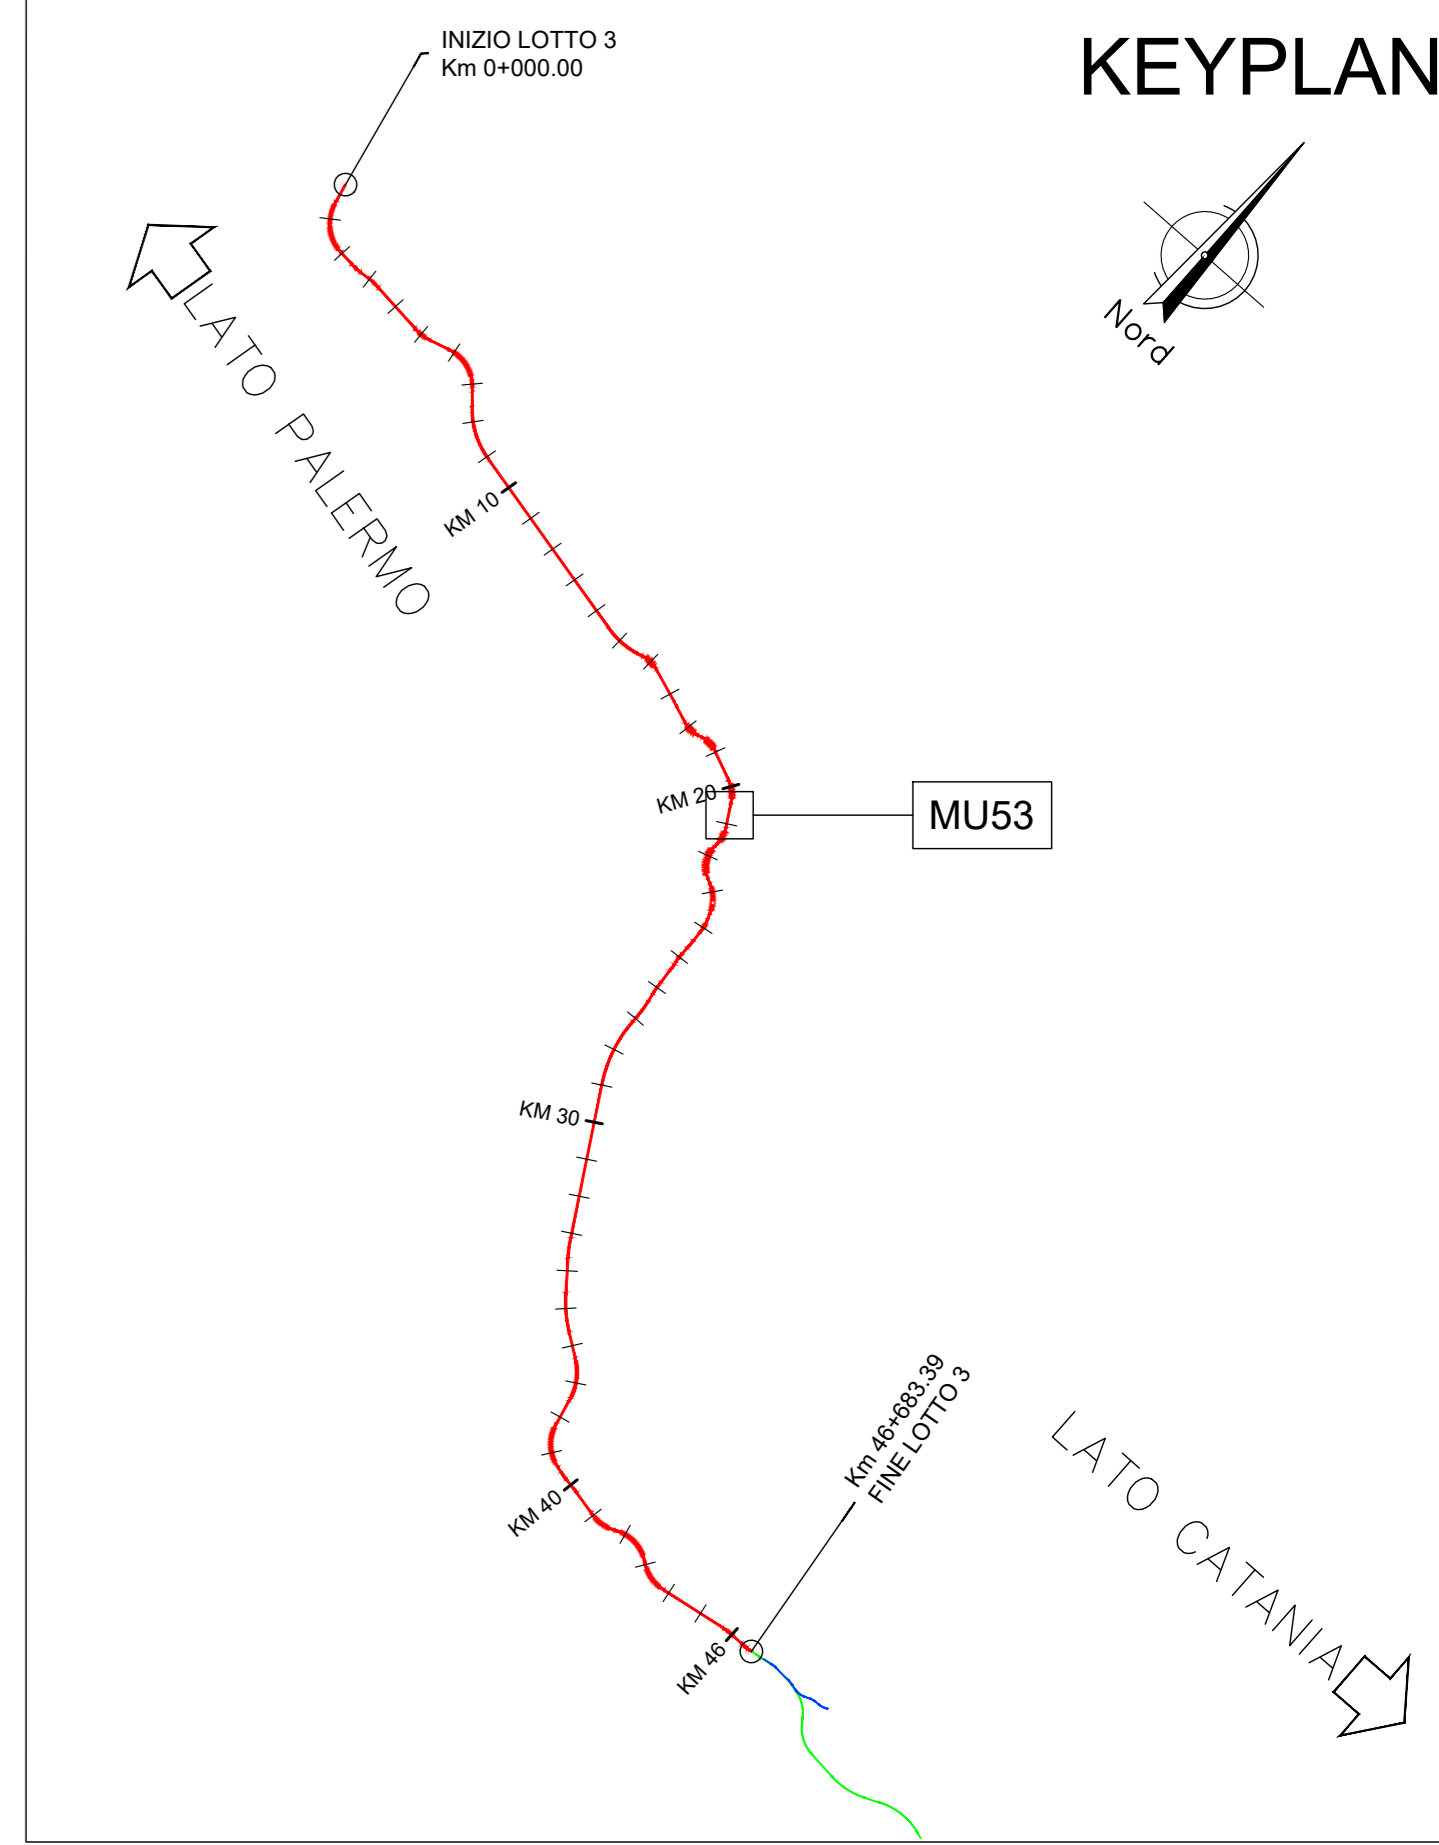 INIZIO LOTTO 3
Km 0+000.00
KEYPLAN
Nord
LATO PALERMO
KM 10
KM 20
MU53
KM 30
Km 46+683.39
FINE LOTTO 3
LATO CATANIA
KM 40
KM 46